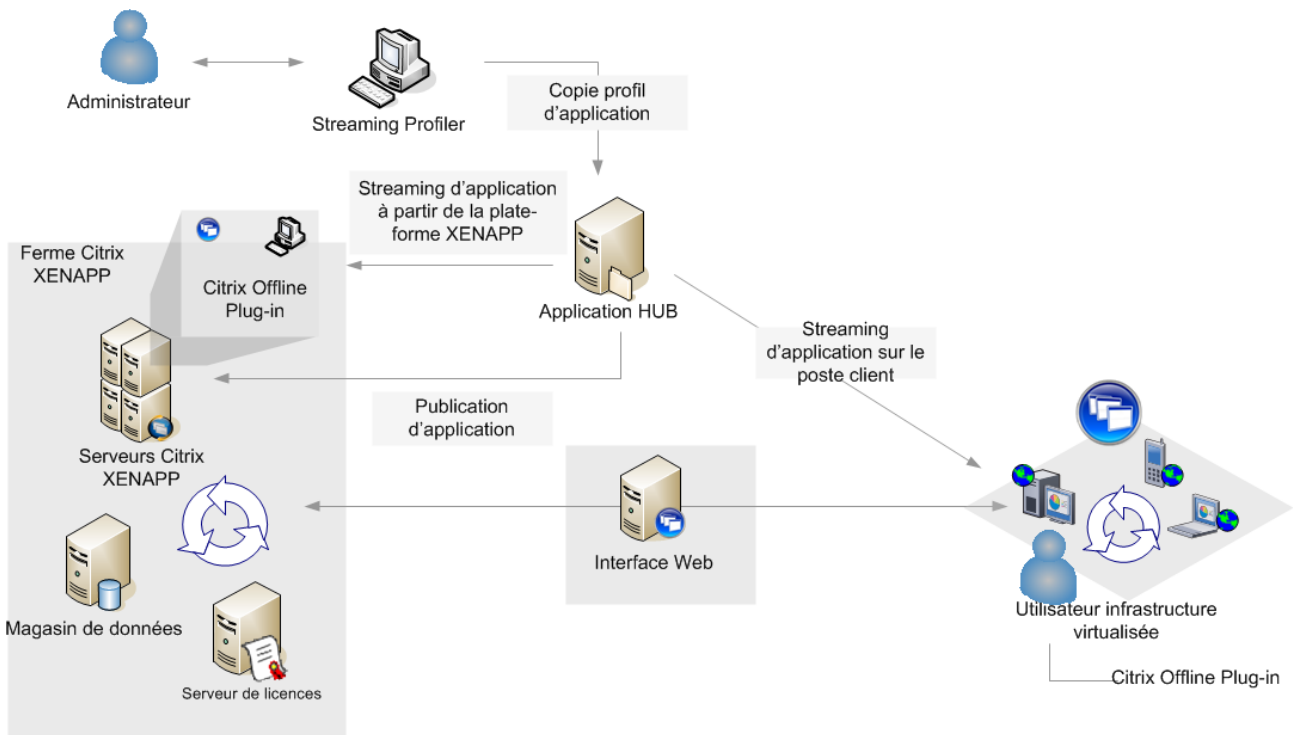 Administrateur
Streaming Profiler
Copie profil
d'application
Streaming d'application
à partir de la plate-
forme XENAPP
Ferme Citrix
XENAPP
Citrix Offline
Plug-in
Application HUB
Streaming
d'application sur le
poste client
Publication
d'application
Serveurs Citrix
XENAPP
Interface Web
Magasin de données
Serveur de licences
Utilisateur infrastructure
virtualisée
Citrix Offline Plug-in